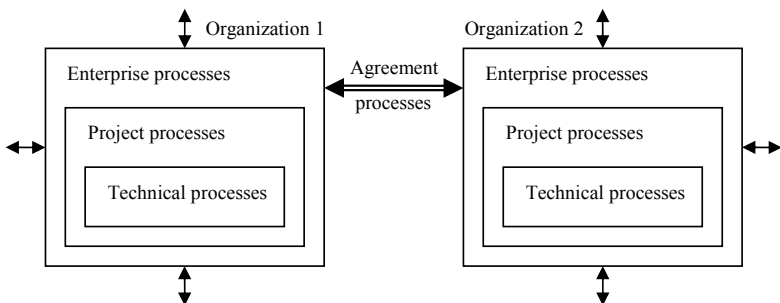 Organization 1
Organization 2
Enterprise processes
Agreement
processes
Enterprise processes
Project processes
Project processes
Technical processes
Technical processes